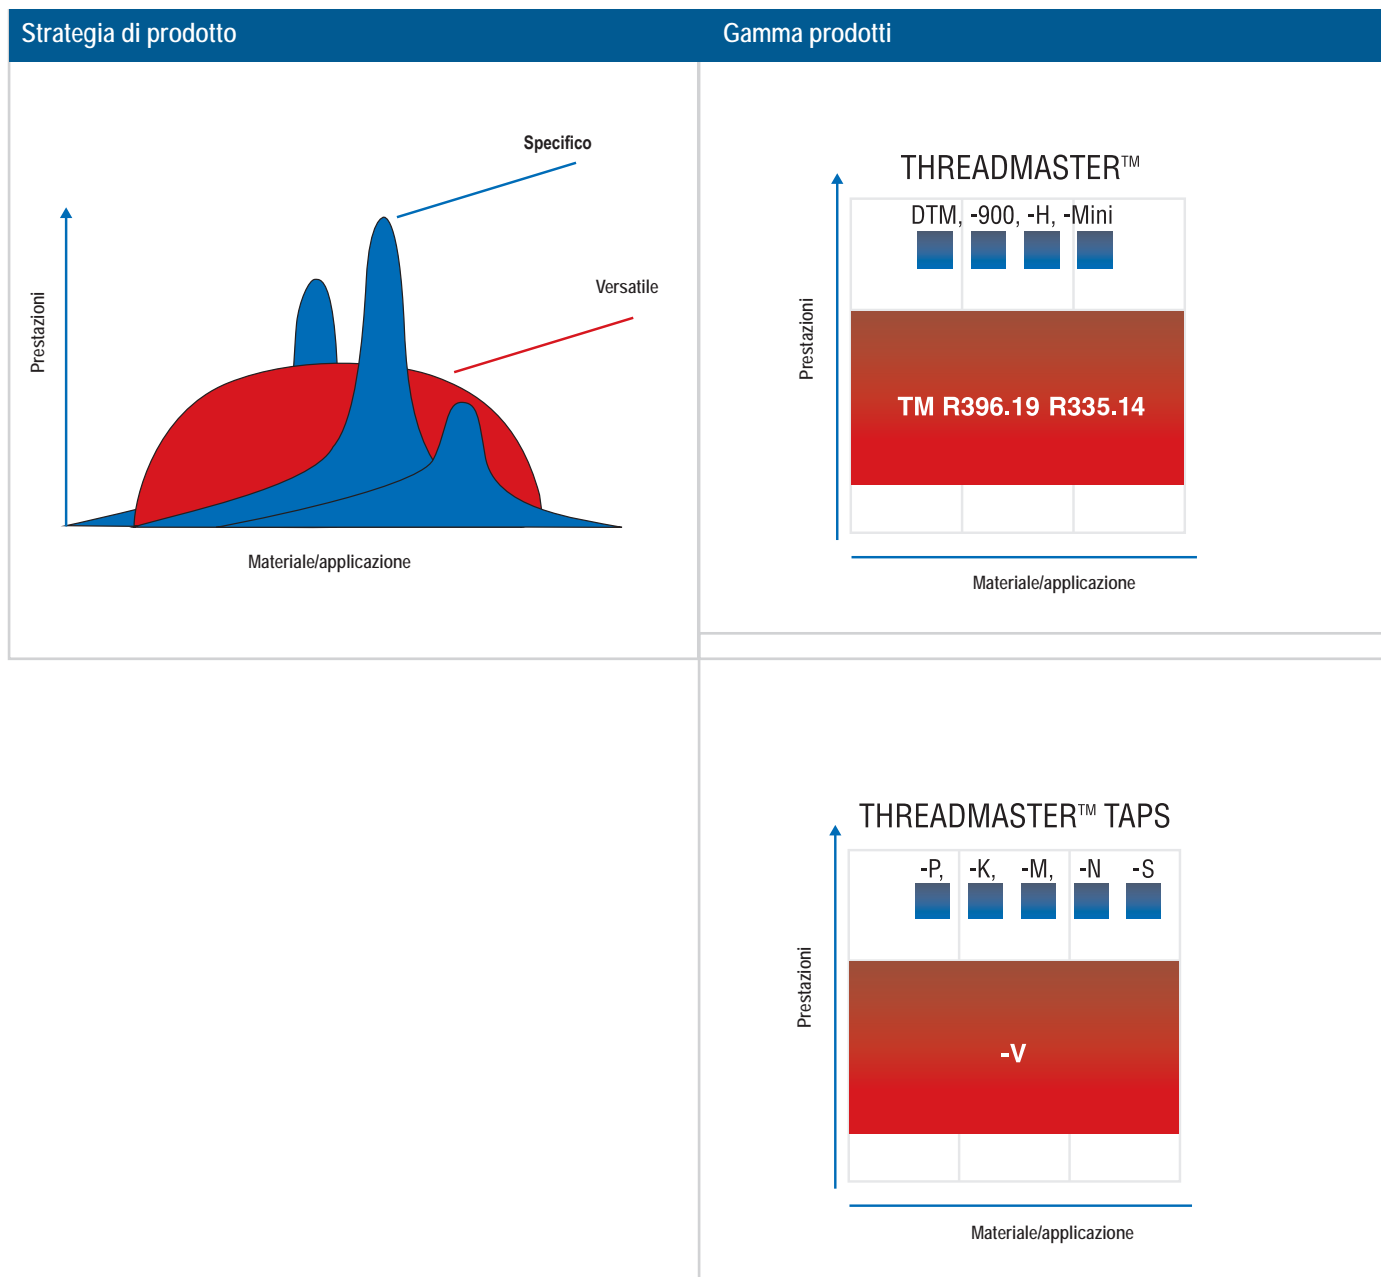 Strategia di prodotto
Gamma prodotti
Specifico
Versatile
Prestazioni
Materiale/applicazione
THREADMASTER™
DTM, -900, -H, -Mini
TM R396.19 R335.14
Prestazioni
Materiale/applicazione
THREADMASTER™ TAPS
-P, -K, -M, -N -S
-V
Prestazioni
Materiale/applicazione